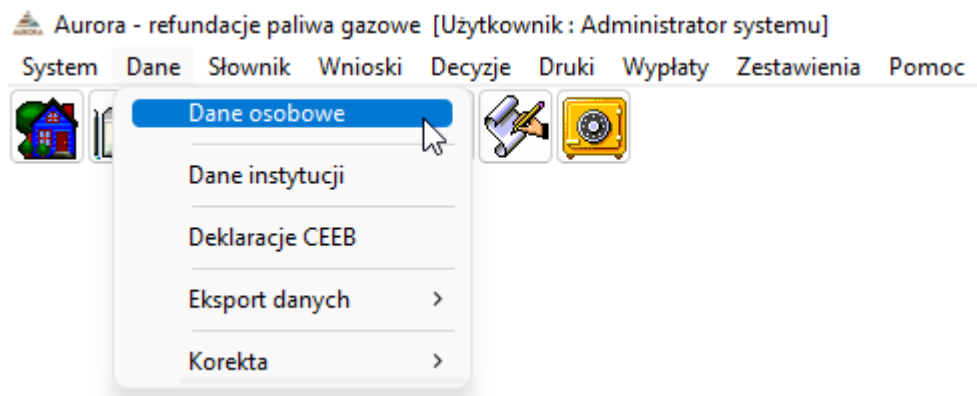 Aurora - refundacje paliwa gazowe [Użytkownik : Administrator systemu]
System Dane Słownik Wnioski Decyzje Druki Wypłaty Zestawienia Pomoc
Dane osobowe
Dane instytucji
Deklaracje CEEB
Eksport danych
Korekta